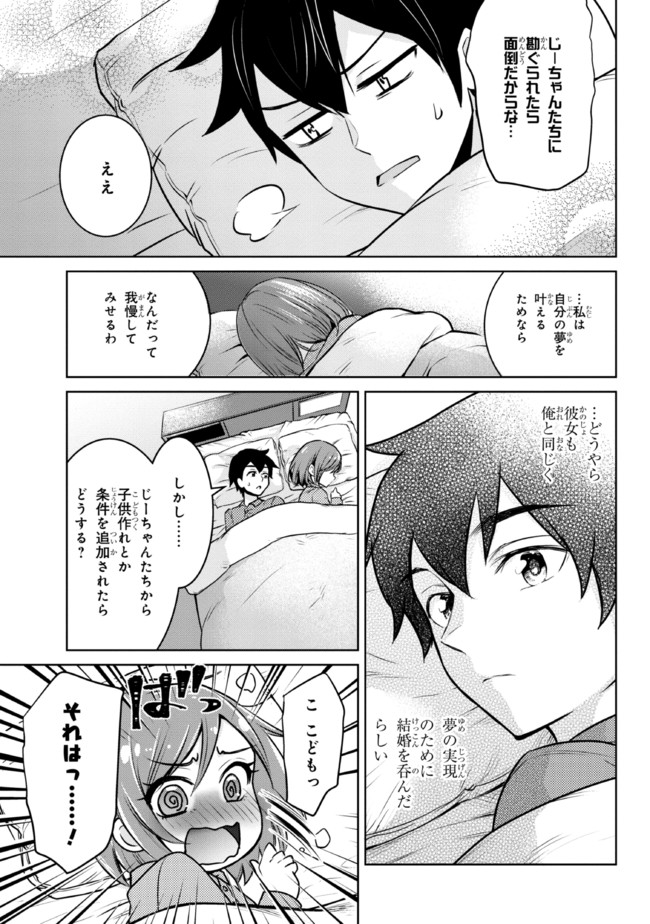 じーちゃんたちに
勘ぐられたら
面倒だからな…
ええ
…私は
自分の夢を
叶える
ためなら
なんだって
我慢して
みせるわ
…どうやら
彼女も
俺と同じく
夢の実現
のために
結婚を呑んだ
らしい
しかし……
じーちゃんたちから
子供作れとか
条件を追加されたら
どうする?
ばっ
こ こどもっ
それはっ……!